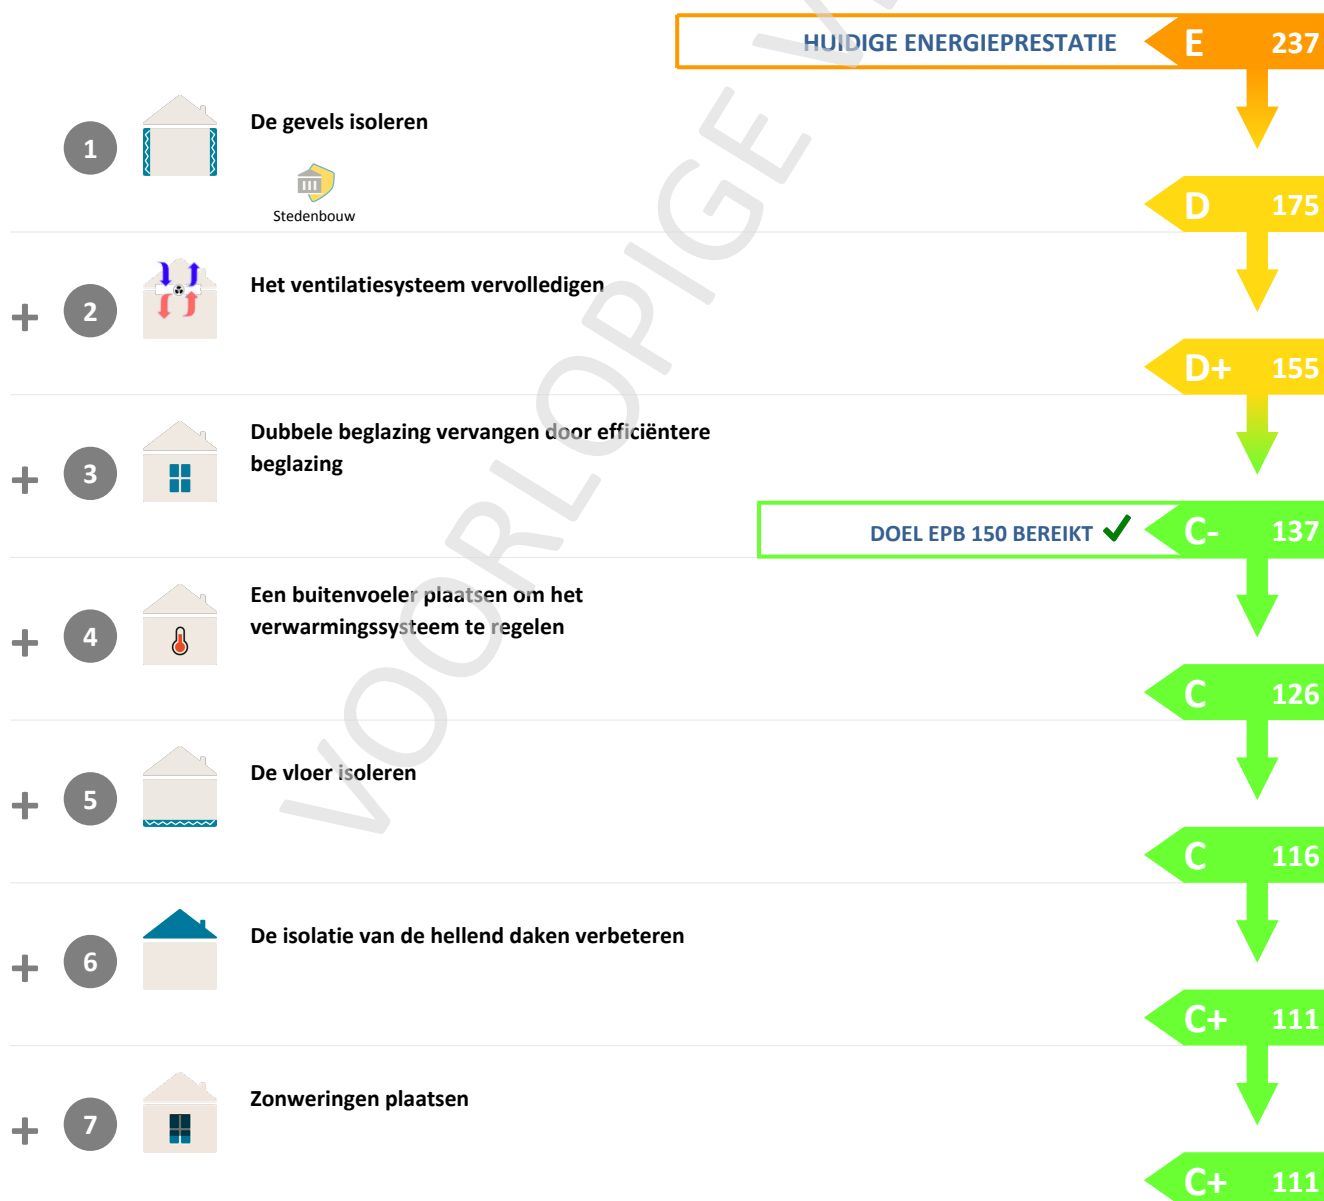 HUIDIGE ENERGIEPRESTATIE E 237
1 De gevels isoleren
Stedenbouw
D 175
+ 2 Het ventilatiesysteem vervolledigen
D+ 155
+ 3 Dubbele beglazing vervangen door efficiëntere
beglazing
DOEL EPB 150 BEREIKT ✓ C- 137
+ 4 Een buitenvoeler plaatsen om het
verwarmingssysteem te regelen
C 126
+ 5 De vloer isoleren
C 116
+ 6 De isolatie van de hellend daken verbeteren
C+ 111
+ 7 Zonweringen plaatsen
C+ 111
VOORLOPIGE